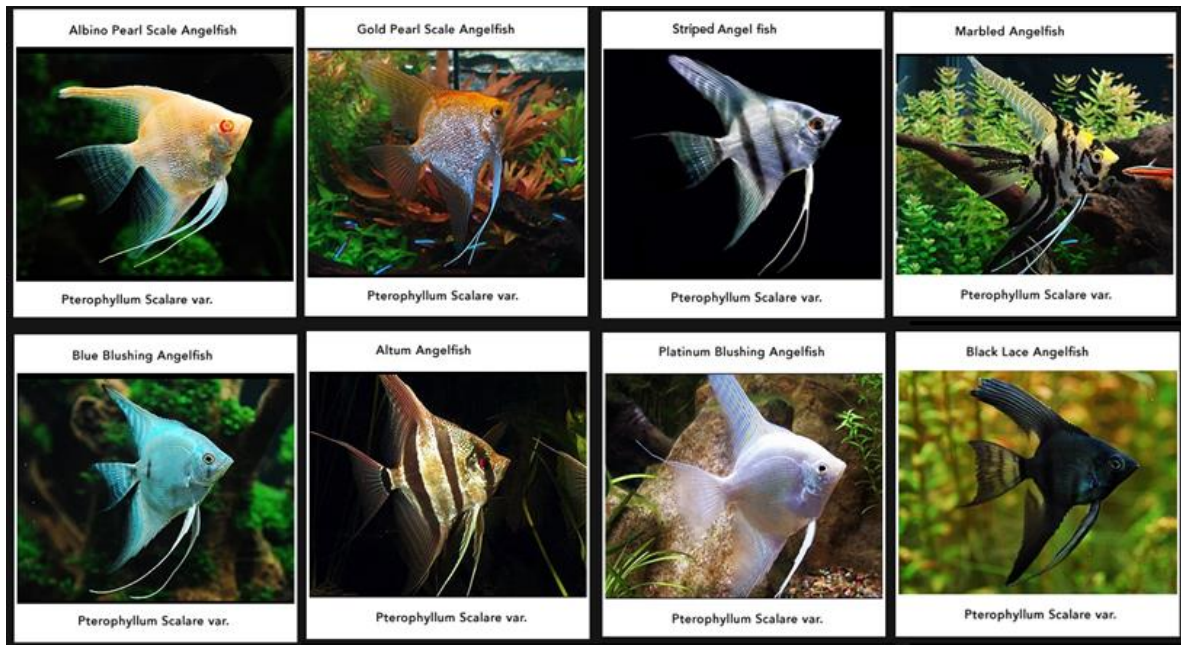 Albino Pearl Scale Angelfish
Pterophyllum Scalare var.
Gold Pearl Scale Angelfish
Pterophyllum Scalare var.
Striped Angel fish
Pterophyllum Scalare var.
Marbled Angelfish
Pterophyllum Scalare var.
Blue Blushing Angelfish
Pterophyllum Scalare var.
Altum Angelfish
Pterophyllum Scalare var.
Platinum Blushing Angelfish
Pterophyllum Scalare var.
Black Lace Angelfish
Pterophyllum Scalare var.